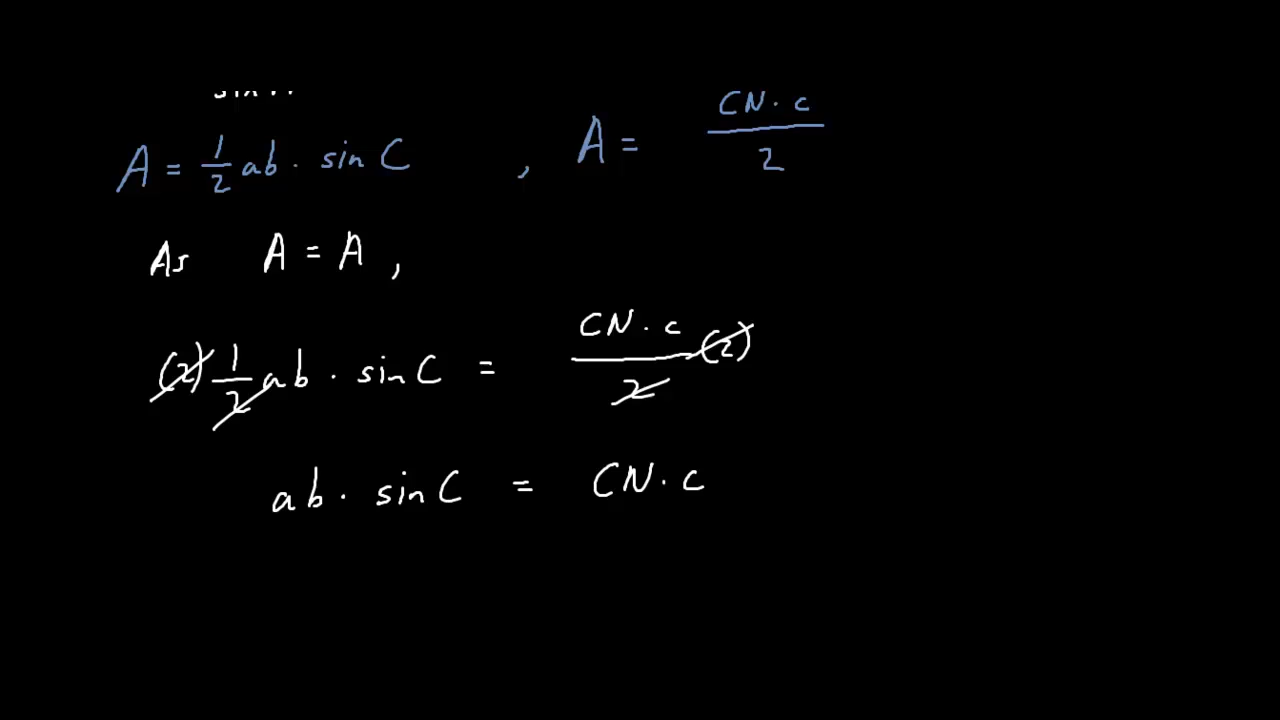 A = 1/2 ab · sin C , A = CN · c / 2
As A = A ,
(2) 1/2 ab · sin C = CN · c / 2 (2)
ab · sin C = CN · c